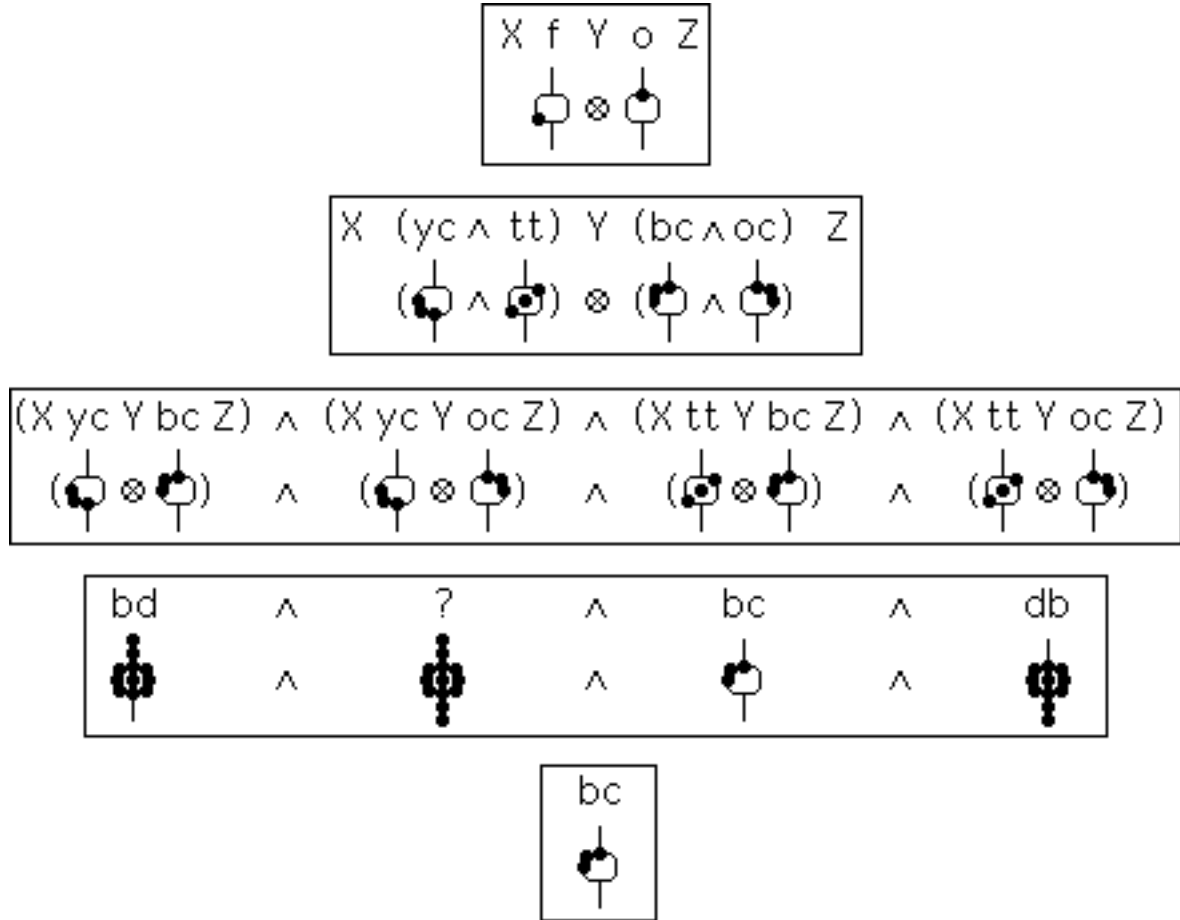 X f Y o Z
⊗
X (yc ∧ tt) Y (bc ∧ oc) Z
( ∧ ) ⊗ ( ∧ )
(X yc Y bc Z) ∧ (X yc Y oc Z) ∧ (X tt Y bc Z) ∧ (X tt Y oc Z)
( ⊗ ) ∧ ( ⊗ ) ∧ ( ⊗ ) ∧ ( ⊗ )
bd ∧ ? ∧ bc ∧ db
∧ ∧ ∧
bc